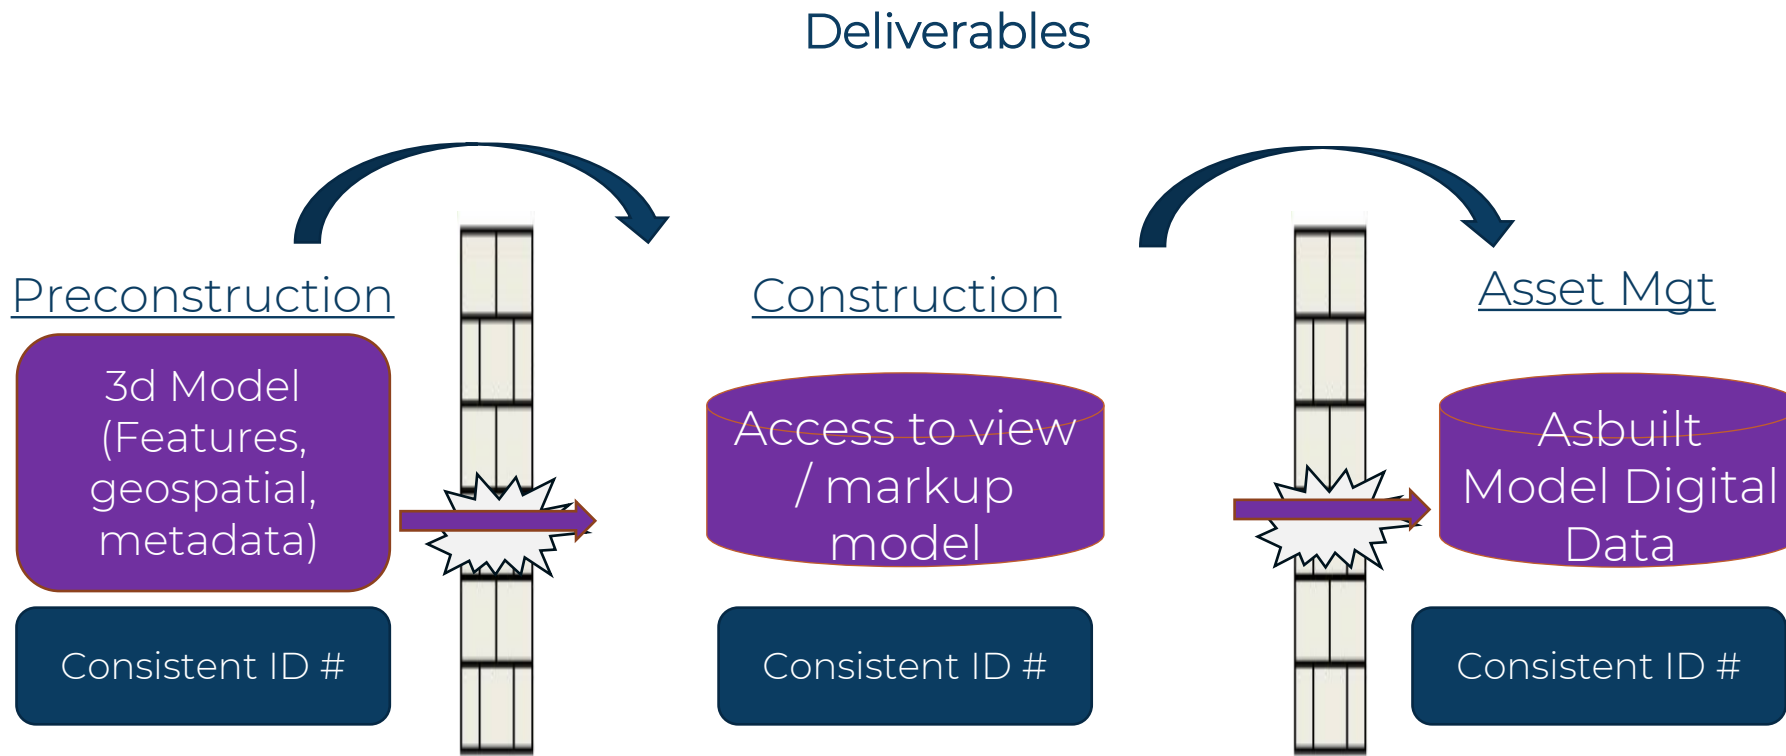 Deliverables
Preconstruction
3d Model
(Features,
geospatial,
metadata)
Consistent ID #
Construction
Access to view
/ markup
model
Consistent ID #
Asset Mgt
Asbuilt
Model Digital
Data
Consistent ID #